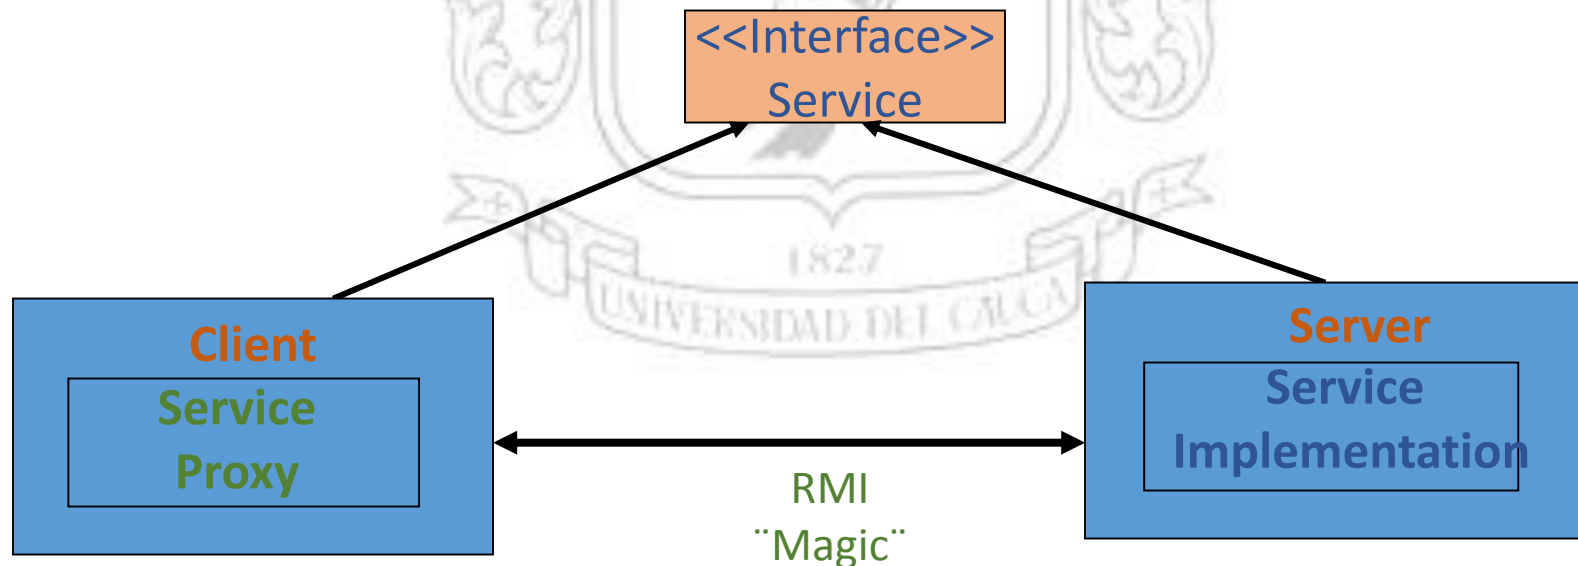 <<Interface>>
Service
1827
UNIVERSIDAD DEL CAUCA
Client
Service
Proxy
Server
Service
Implementation
RMI
¨Magic¨